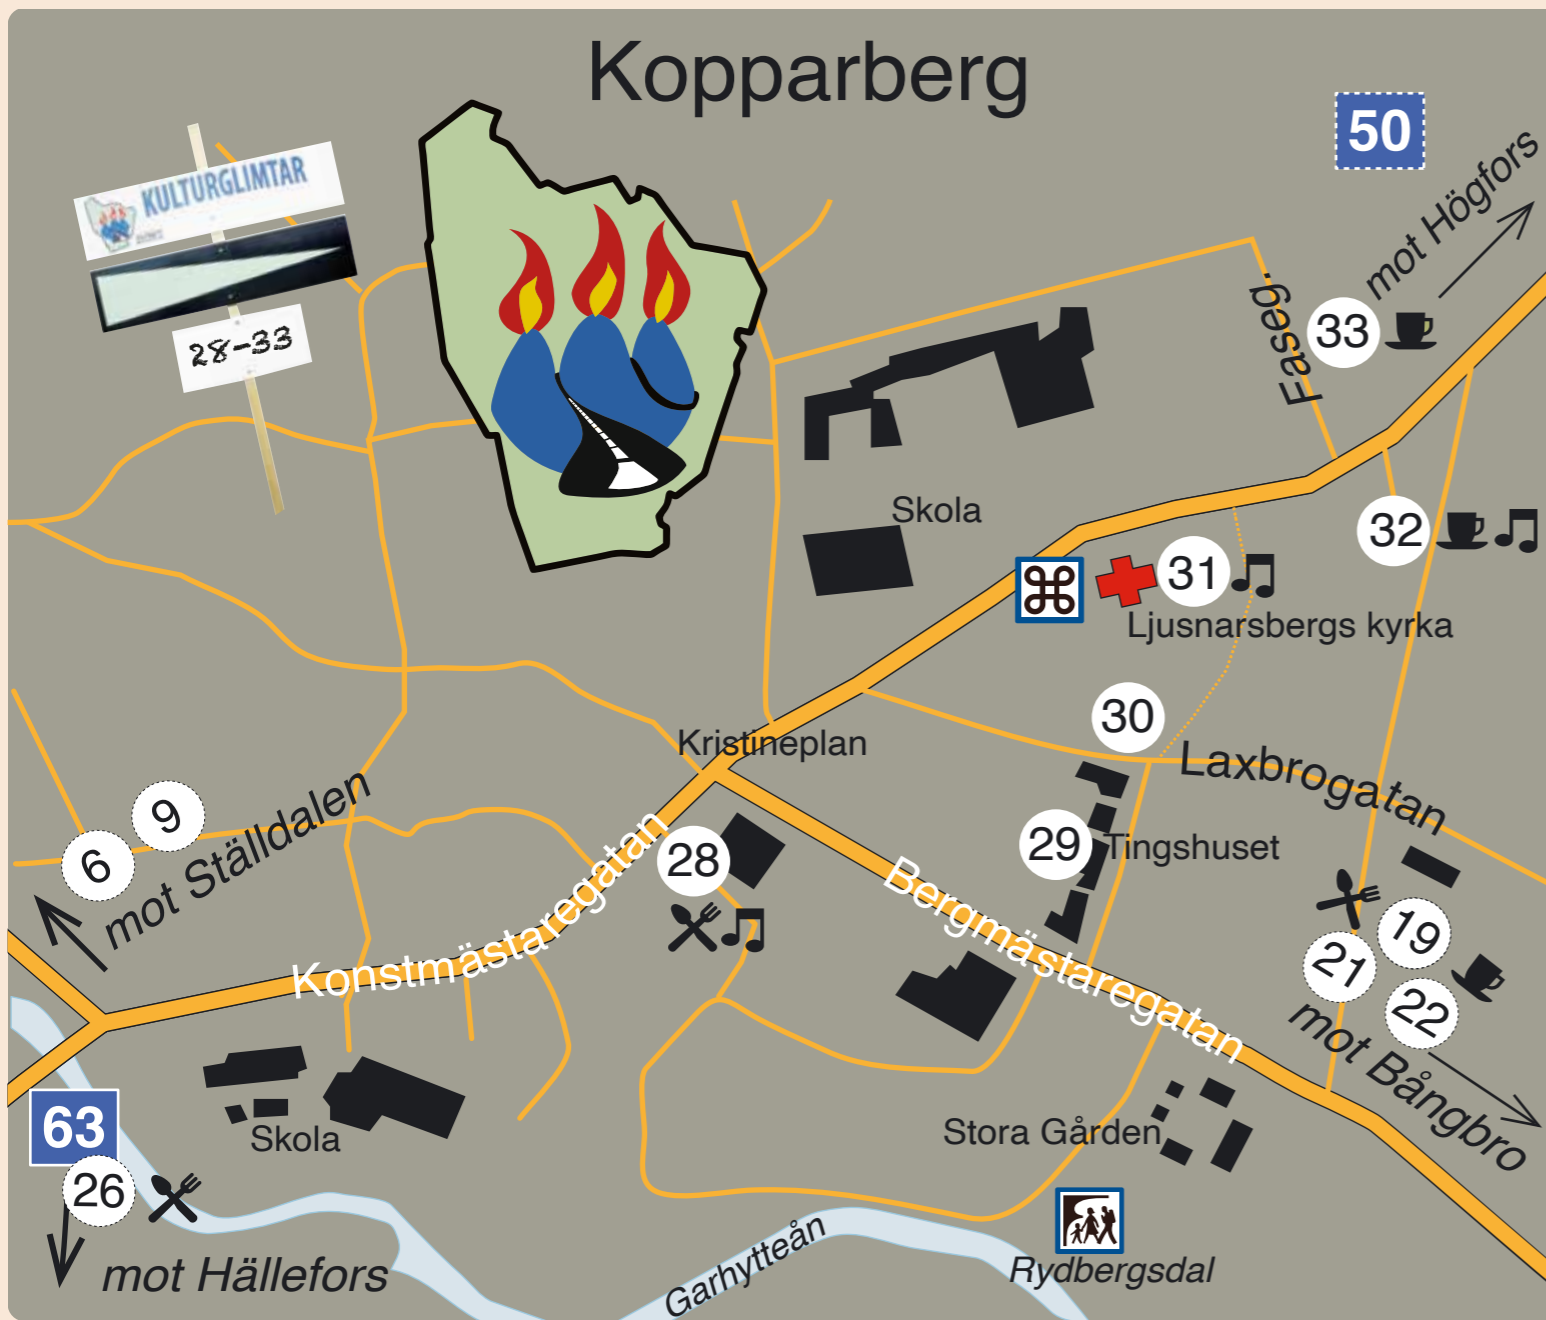 Kopparberg
50
mot Högfors
KULTURGLIMTAR
28-33
Faseg.
33
Skola
32
31
Ljusnarsbergs kyrka
30
Kristineplan
Laxbrogatan
9
6
mot Ställdalen
28
29
Tingshuset
Konstmästaregatan
Bergmästaregatan
19
21
22
mot Bångbro
63
Skola
26
mot Hällefors
Stora Gården
Garhytteån
Rydbergsdal